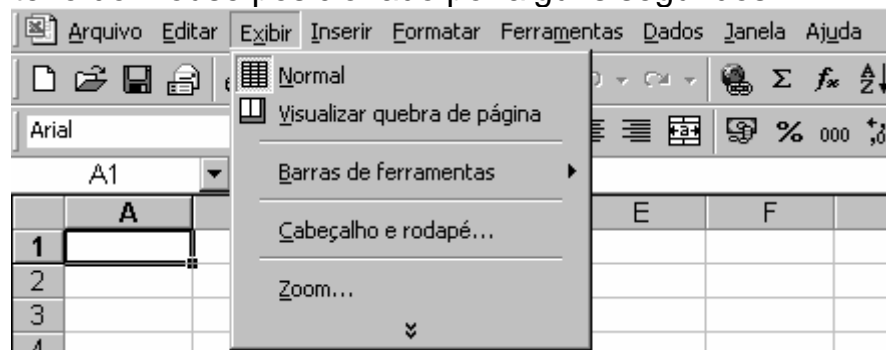 Arquivo Editar Exibir Inserir Formatar Ferramentas Dados Janela Ajuda
Normal
Visualizar quebra de página
Arial
% 000
A1
Barras de ferramentas
A E F
Cabeçalho e rodapé...
1
2
Zoom...
3